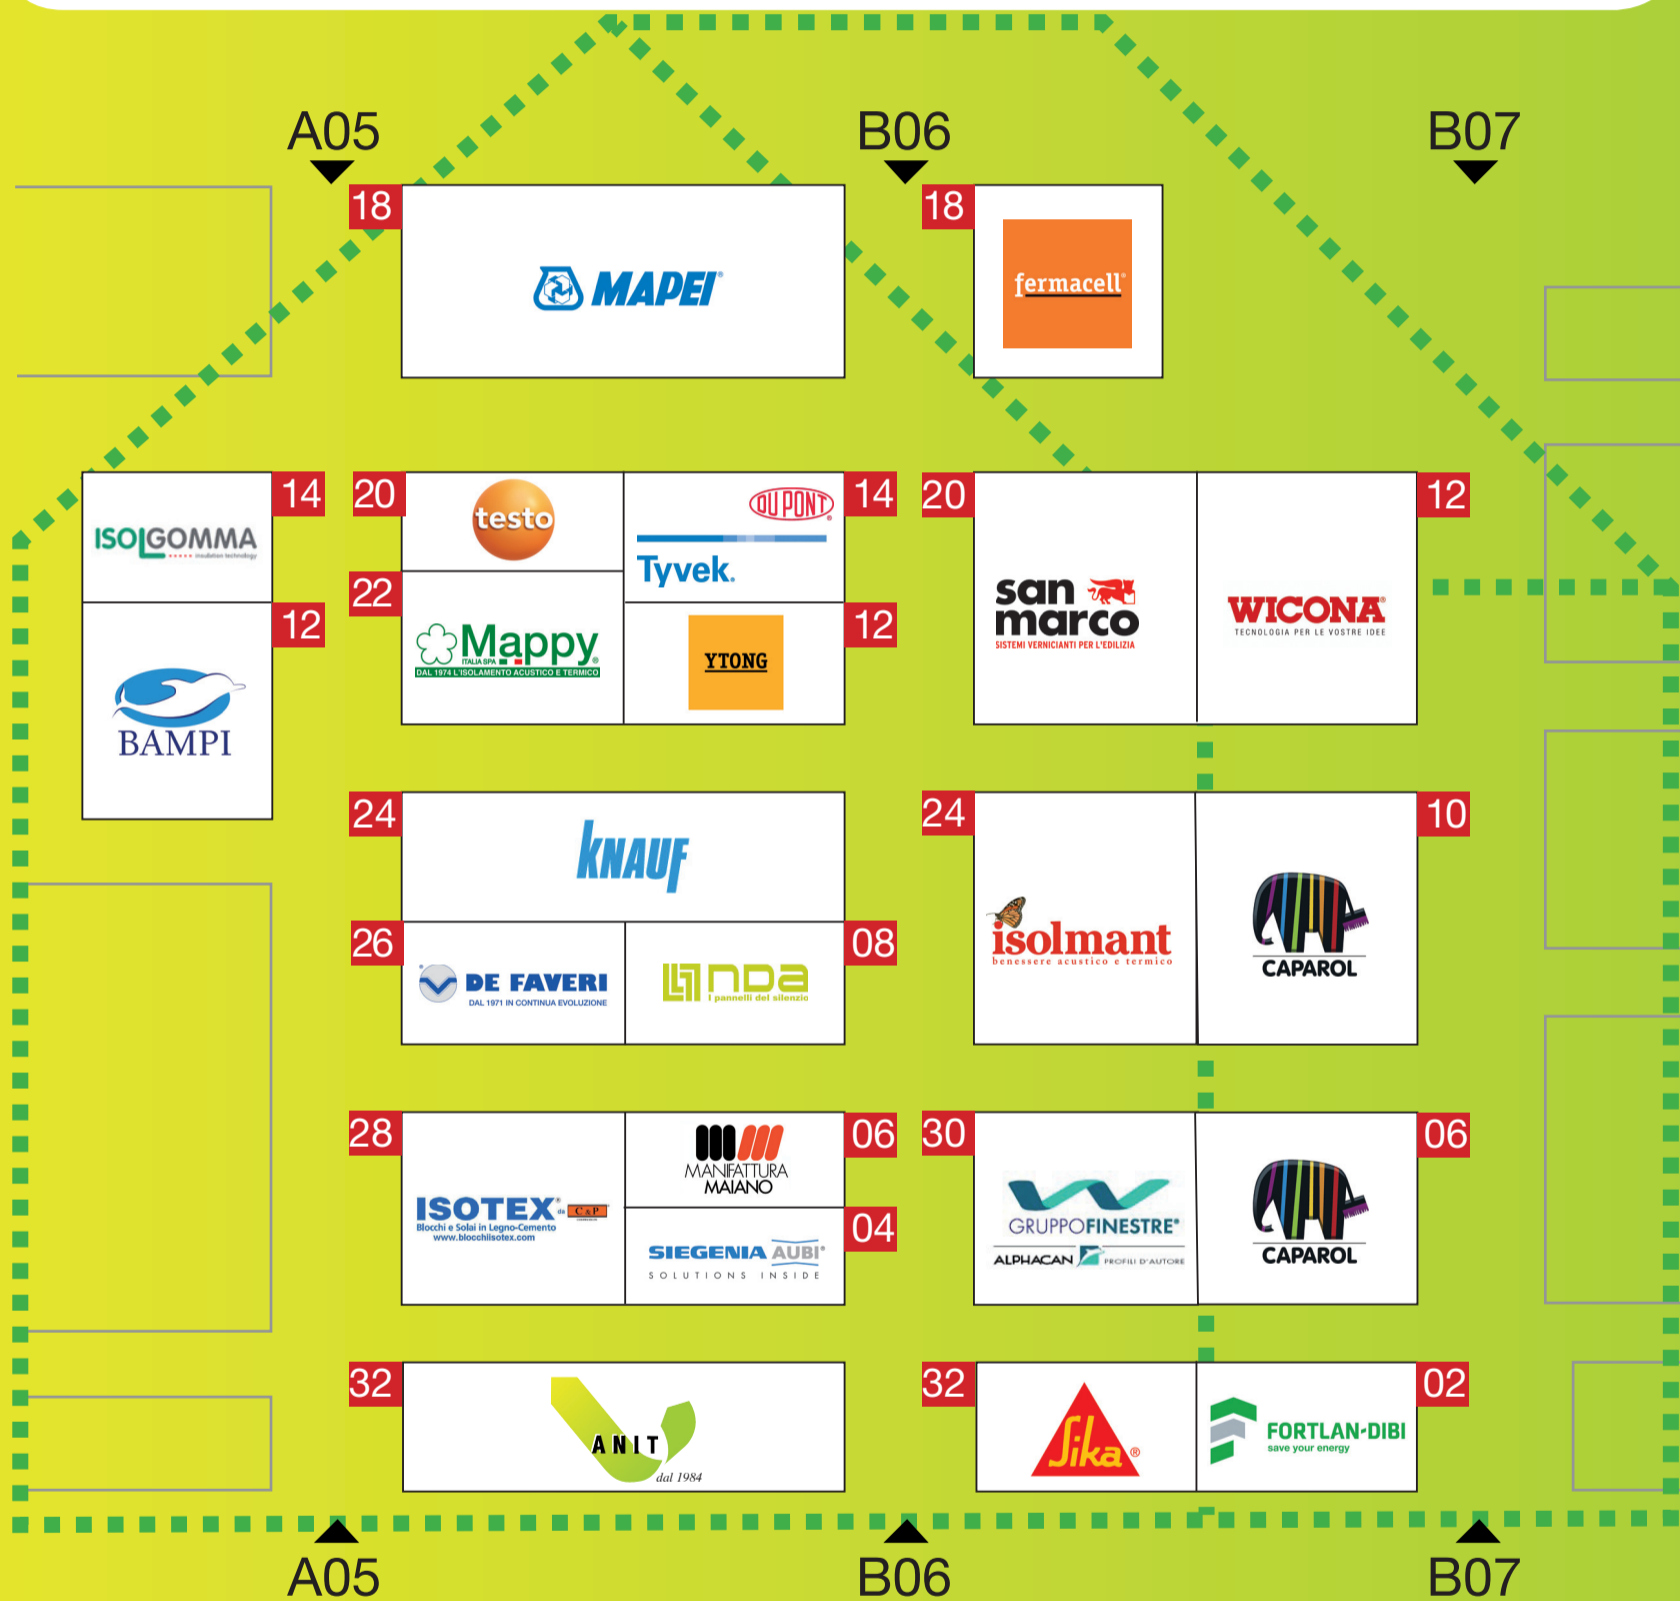 A05 B06 B07
18 MAPEI® 18 fermacell®
ISOLGOMMA 14
insulation technology
20 testo
DU PONT® 14
Tyvek®
20 san marco
SISTEMI VERNICIANTI PER L'EDILIZIA
WICONA® 12
TECNOLOGIA PER LE VOSTRE IDEE
12
BAMPI
22 Mappy®
ITALIA SPA
DAL 1974 L'ISOLAMENTO ACUSTICO E TERMICO
YTONG 12
24 KNAUF
24 isolmant
benessere acustico e termico
10
CAPAROL
26 DE FAVERI
DAL 1971 IN CONTINUA EVOLUZIONE
nDa 08
I pannelli del silenzio
28 ISOTEX® da C&P
Blocchi e Solai in Legno-Cemento
www.blocchiisotex.com
06
MANIFATTURA
MAIANO
04
SIEGENIA AUBI®
SOLUTIONS INSIDE
30
GRUPPOFINESTRE®
ALPHACAN PROFILI D'AUTORE
06
CAPAROL
32
ANIT
dal 1984
32 Sika®
FORTLAN-DIBI 02
save your energy
A05 B06 B07